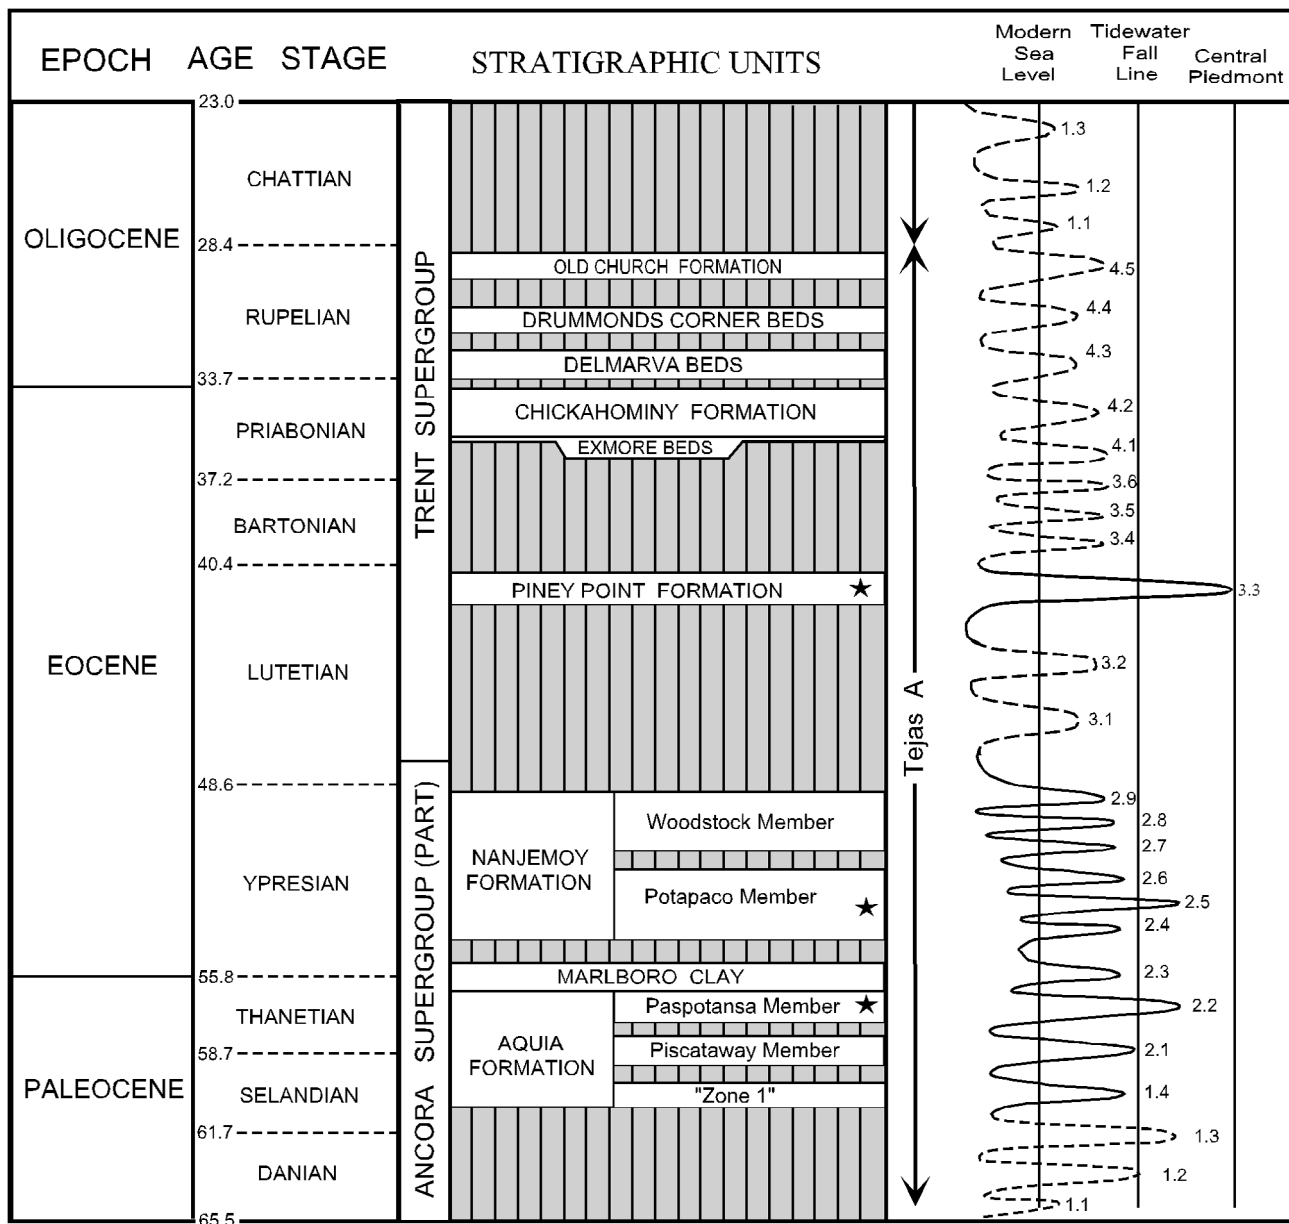 EPOCH AGE STAGE STRATIGRAPHIC UNITS
Modern
Sea
Level
Tidewater
Fall
Line
Central
Piedmont
23.0
28.4
33.7
37.2
40.4
48.6
55.8
58.7
61.7
65.5
OLIGOCENE
EOCENE
PALEOCENE
CHATTIAN
RUPELIAN
PRIABONIAN
BARTONIAN
LUTETIAN
YPRESIAN
THANETIAN
SELANDIAN
DANIAN
TRENT SUPERGROUP
ANCORA SUPERGROUP (PART)
OLD CHURCH FORMATION
DRUMMONDS CORNER BEDS
DELMARVA BEDS
CHICKAHOMINY FORMATION
EXMORE BEDS
PINEY POINT FORMATION
NANJEMOY
FORMATION
Woodstock Member
Potapaco Member
MARLBORO CLAY
AQUIA
FORMATION
Paspotansa Member
Piscataway Member
"Zone 1"
Tejas A
1.3
1.2
1.1
4.5
4.4
4.3
4.2
4.1
3.6
3.5
3.4
3.3
3.2
3.1
2.9
2.8
2.7
2.6
2.5
2.4
2.3
2.2
2.1
1.4
1.3
1.2
1.1